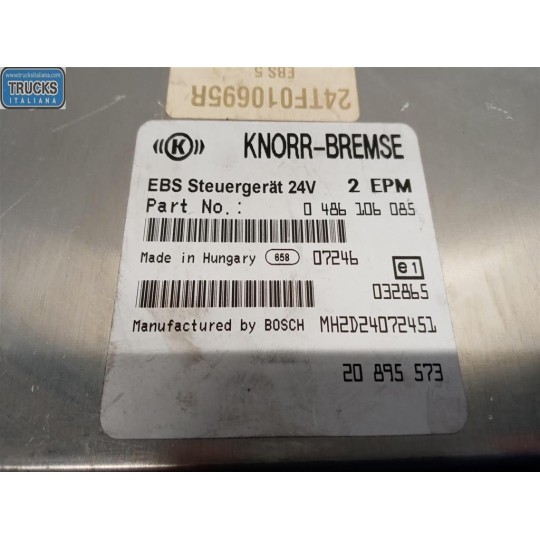 www.trucksitaliana.com
TRUCKS
ITALIANA
24TF010695R
EBS 5
K
KNORR-BREMSE
EBS Steuergerät 24V 2 EPM
Part No.: 0 486 106 085
Made in Hungary 658 07246
e1
032865
Manufactured by BOSCH MH2D24072451
20 895 573